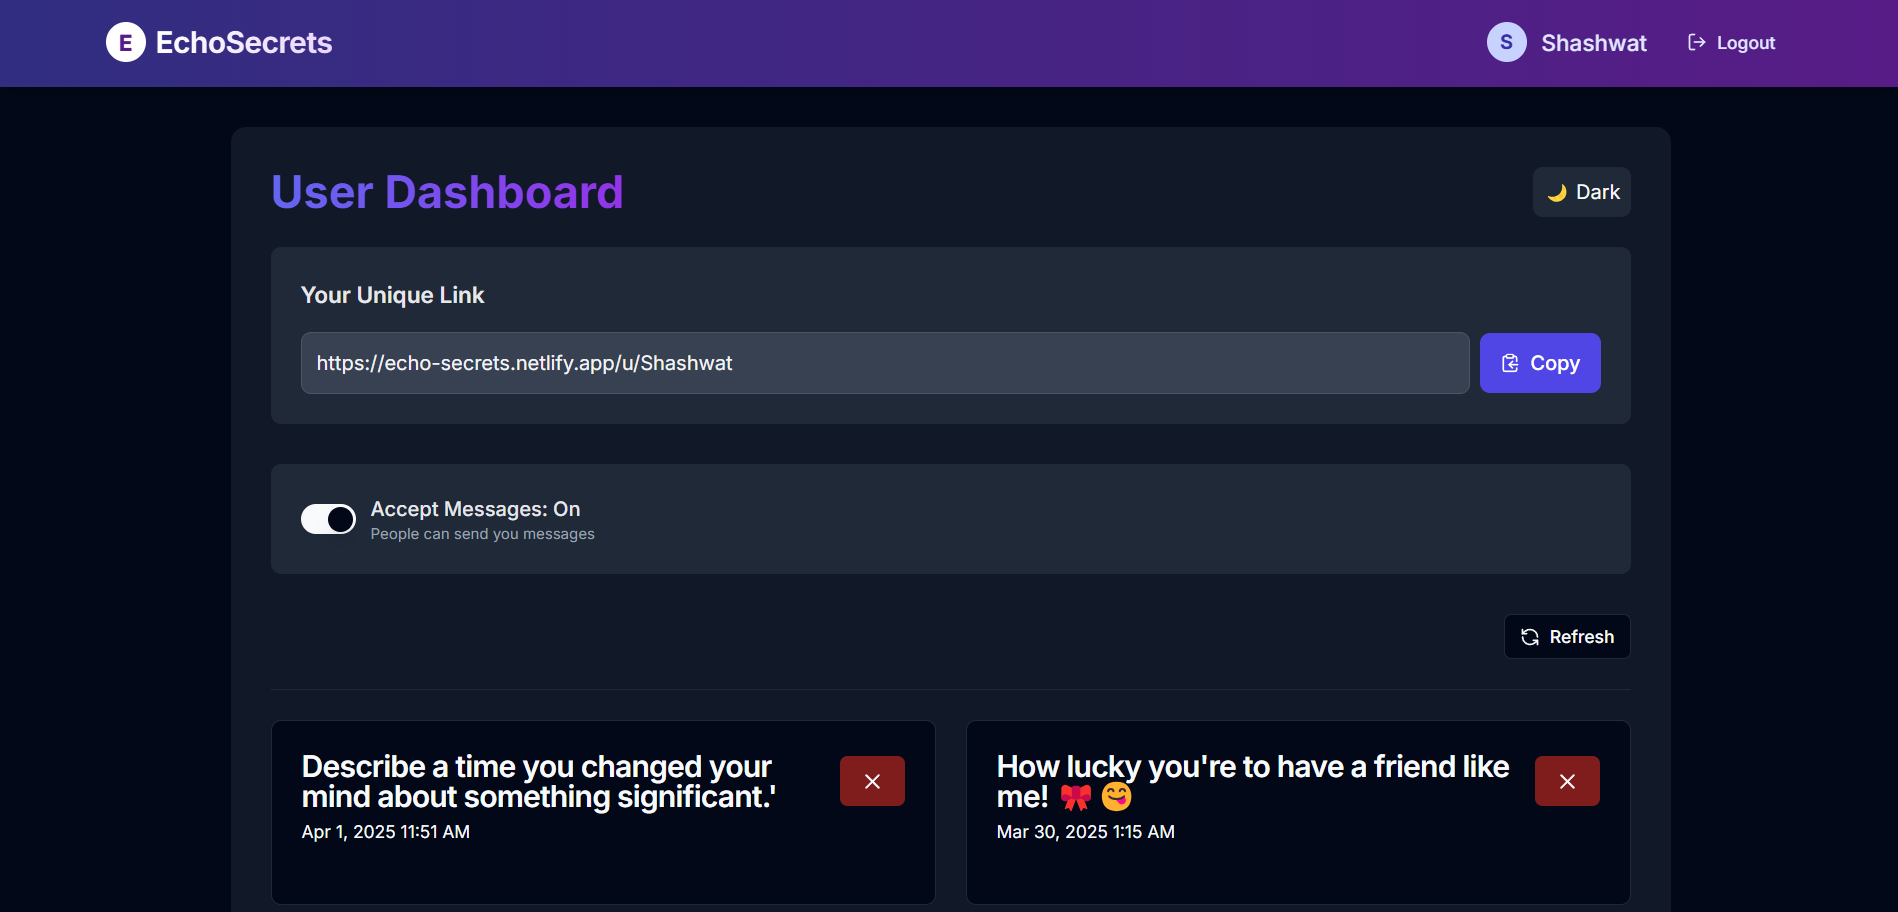 E EchoSecrets
S Shashwat Logout
User Dashboard
🌙 Dark
Your Unique Link
https://echo-secrets.netlify.app/u/Shashwat
Copy
Accept Messages: On
People can send you messages
Refresh
Describe a time you changed your
mind about something significant.'
Apr 1, 2025 11:51 AM
How lucky you're to have a friend like
me! 🎀 😋
Mar 30, 2025 1:15 AM